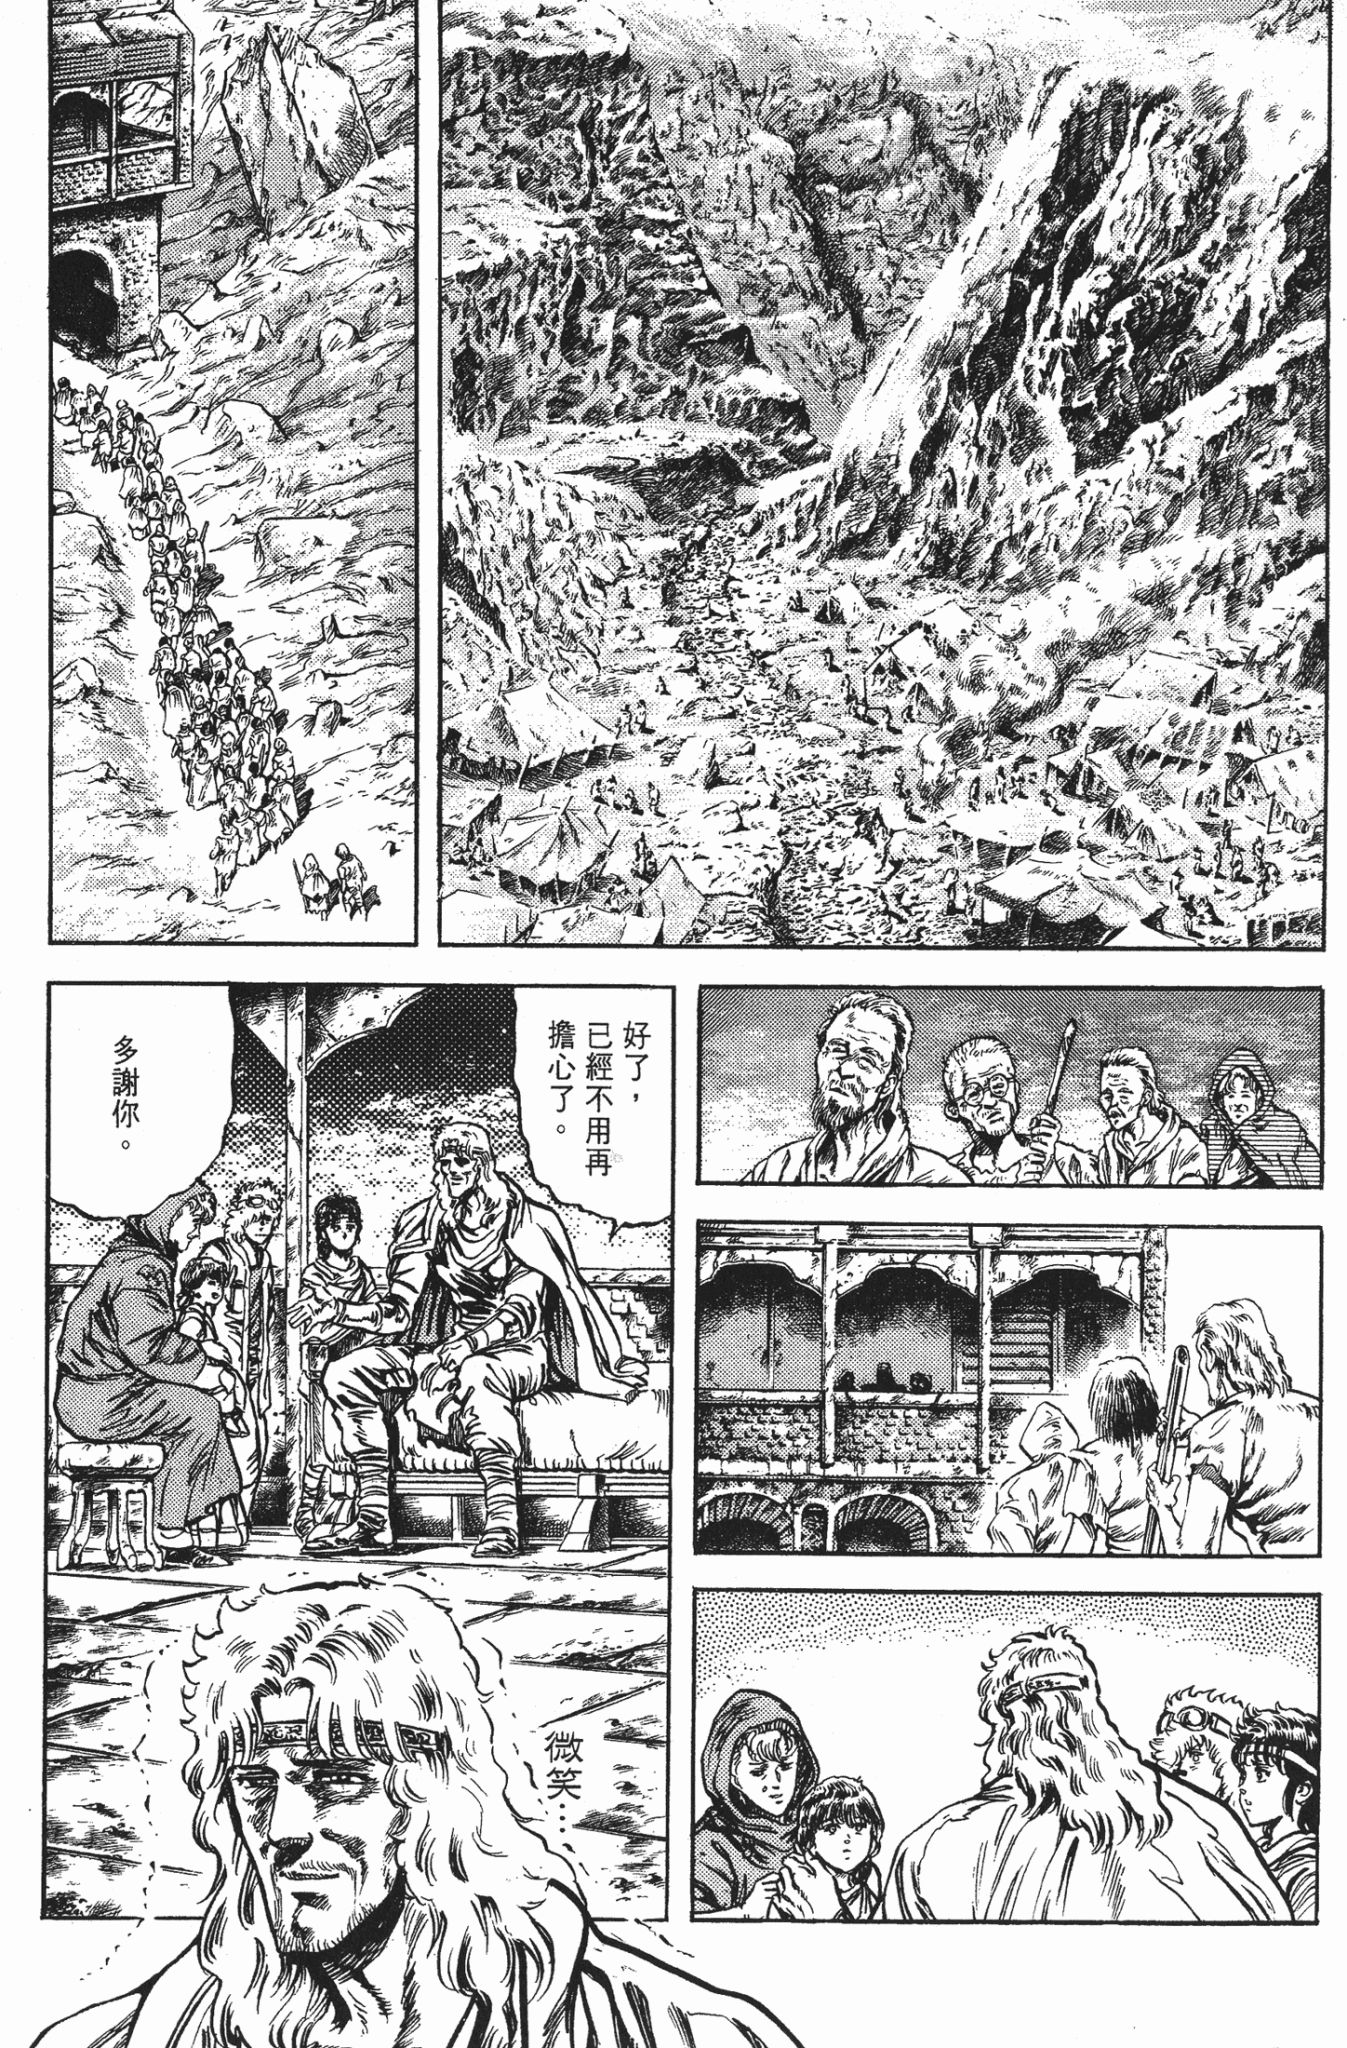 好了，
已經不用再
擔心了。
多謝你。
微笑…